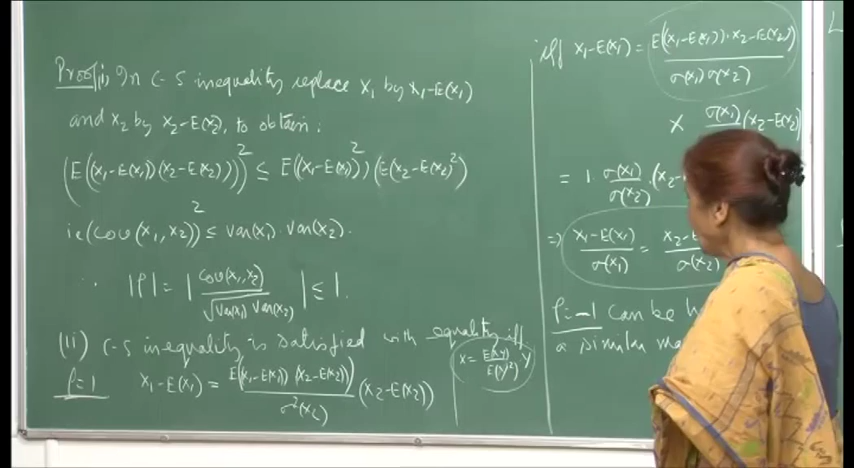 Proof(i) In C-S inequality replace X₁ by X₁-E(X₁)
and X₂ by X₂-E(X₂), to obtain:
(E((X₁-E(X₁))(X₂-E(X₂))))² ≤ E((X₁-E(X₁))²)(E(X₂-E(X₂)²)
ie (Cov(X₁,X₂))² ≤ Var(X₁)·Var(X₂).
∴ |ρ| = |Cov(X₁,X₂)/√Var(X₁) Var(X₂)| ≤ 1.
(ii) C-S inequality is satisfied with equality iff
X = E(XY)/E(Y²) Y
ρ=1 X₁-E(X₁) = E((X₁-E(X₁))(X₂-E(X₂)))/σ²(X₂) (X₂-E(X₂))
iff X₁-E(X₁) = E((X₁-E(X₁))·X₂-E(X₂))/σ(X₁)σ(X₂)
× σ(X₁)/ (X₂-E(X₂))
= 1. σ(X₁)/σ(X₂).(X₂-
⇒ X₁-E(X₁)/σ(X₁) = X₂-E/σ(X₂)
ρ=-1 can be
a similar